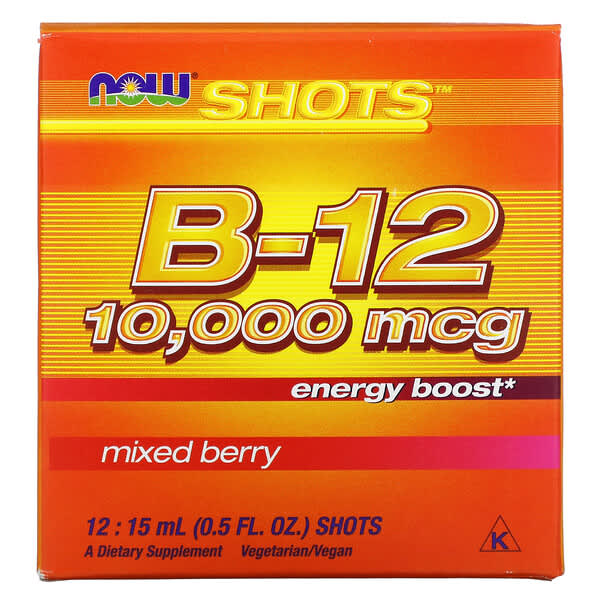 NOW® SHOTS™
B-12
10,000 mcg
energy boost*
mixed berry
12 : 15 mL (0.5 FL. OZ.) SHOTS
A Dietary Supplement Vegetarian/Vegan
K